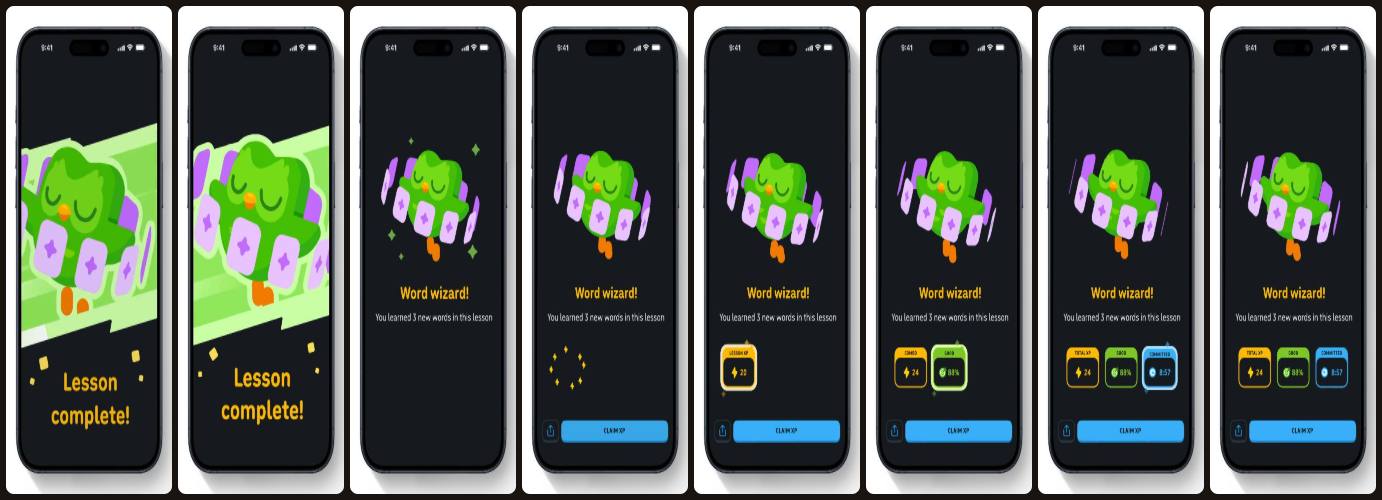 9:41
Lesson
complete!
9:41
Lesson
complete!
9:41
Word wizard!
You learned 3 new words in this lesson
9:41
Word wizard!
You learned 3 new words in this lesson
CLAIM XP
9:41
Word wizard!
You learned 3 new words in this lesson
LESSON XP
20
CLAIM XP
9:41
Word wizard!
You learned 3 new words in this lesson
COMBO GOOD
24 88%
CLAIM XP
9:41
Word wizard!
You learned 3 new words in this lesson
TOTAL XP GOOD COMMITTED
24 88% 8:57
CLAIM XP
9:41
Word wizard!
You learned 3 new words in this lesson
TOTAL XP GOOD COMMITTED
24 88% 8:57
CLAIM XP